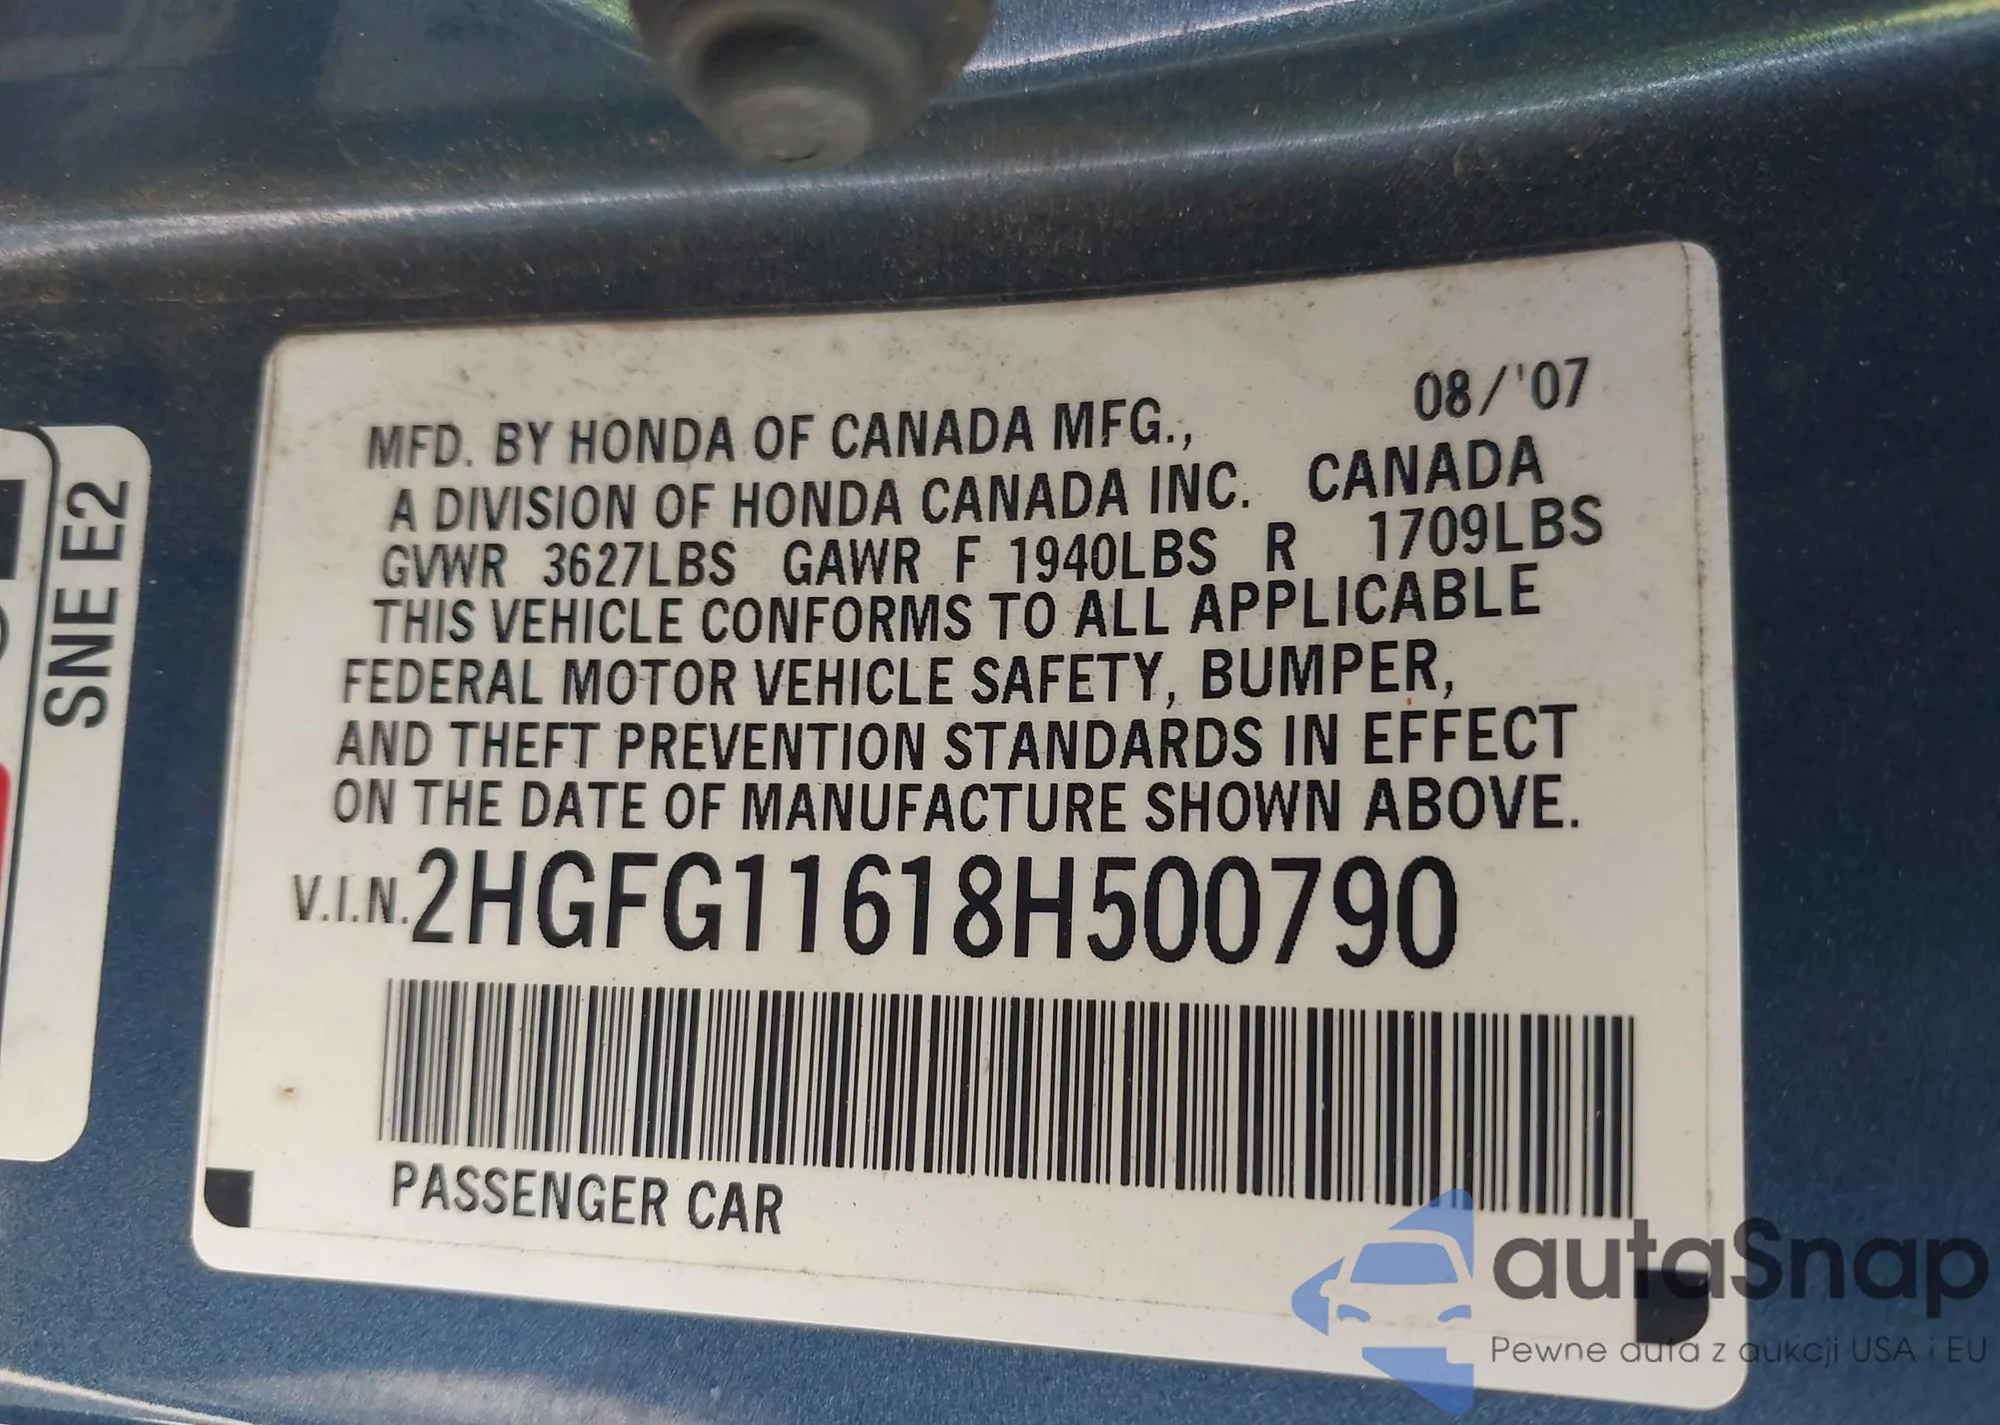 08/'07
MFD. BY HONDA OF CANADA MFG.,
A DIVISION OF HONDA CANADA INC. CANADA
GVWR 3627LBS GAWR F 1940LBS R 1709LBS
THIS VEHICLE CONFORMS TO ALL APPLICABLE
FEDERAL MOTOR VEHICLE SAFETY, BUMPER,
AND THEFT PREVENTION STANDARDS IN EFFECT
ON THE DATE OF MANUFACTURE SHOWN ABOVE.
V.I.N. 2HGFG11618H500790
PASSENGER CAR
SNE E2
autaSnap
Pewne auta z aukcji USA i EU